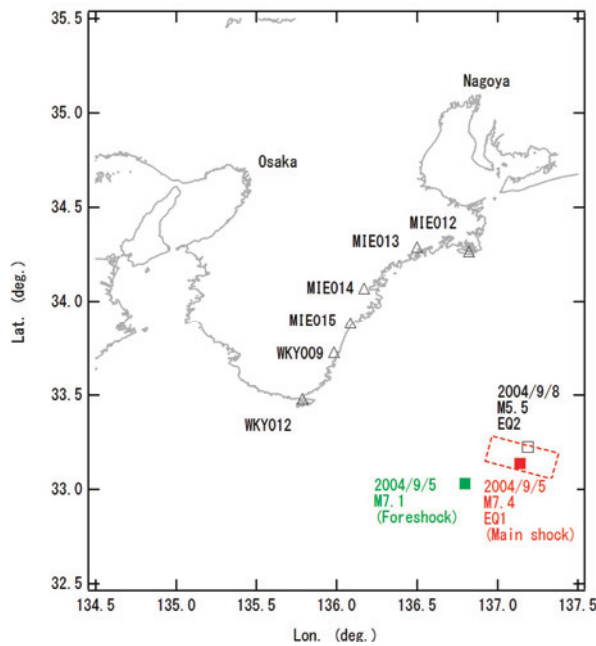 35.5
Nagoya
35.0
Osaka
34.5
MIE012
MIE013
34.0
MIE014
MIE015
WKY009
33.5
WKY012
2004/9/8
M5.5
EQ2
33.0
2004/9/5
M7.1
(Foreshock)
2004/9/5
M7.4
EQ1
(Main shock)
32.5
134.5
135.0
135.5
136.0
136.5
137.0
137.5
Lat. (deg.)
Lon. (deg.)